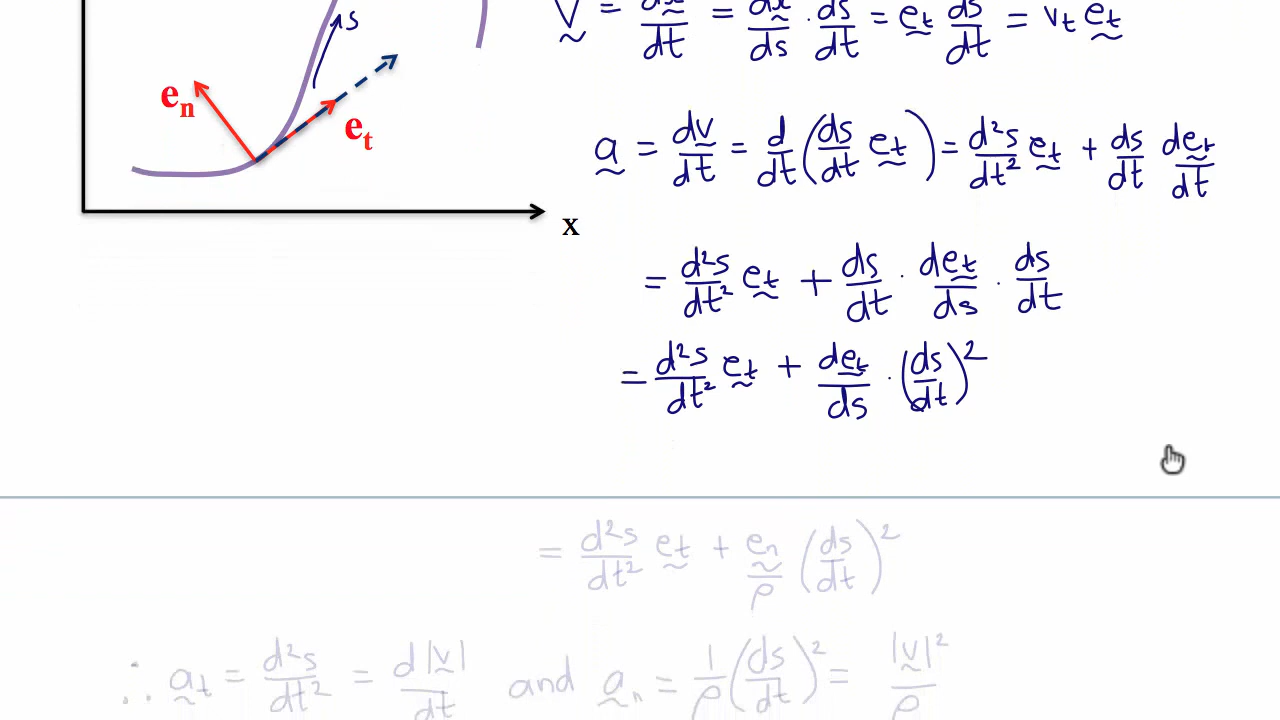 s
e_n
e_t
x
V = dx/dt = dx/ds · ds/dt = e_t ds/dt = v_t e_t
a = dv/dt = d/dt (ds/dt e_t) = d²s/dt² e_t + ds/dt de_t/dt
= d²s/dt² e_t + ds/dt · de_t/ds · ds/dt
= d²s/dt² e_t + de_t/ds · (ds/dt)²
= d²s/dt² e_t + e_n/ρ (ds/dt)²
∴ a_t = d²s/dt² = d|v|/dt and a_n = 1/ρ (ds/dt)² = |v|²/ρ